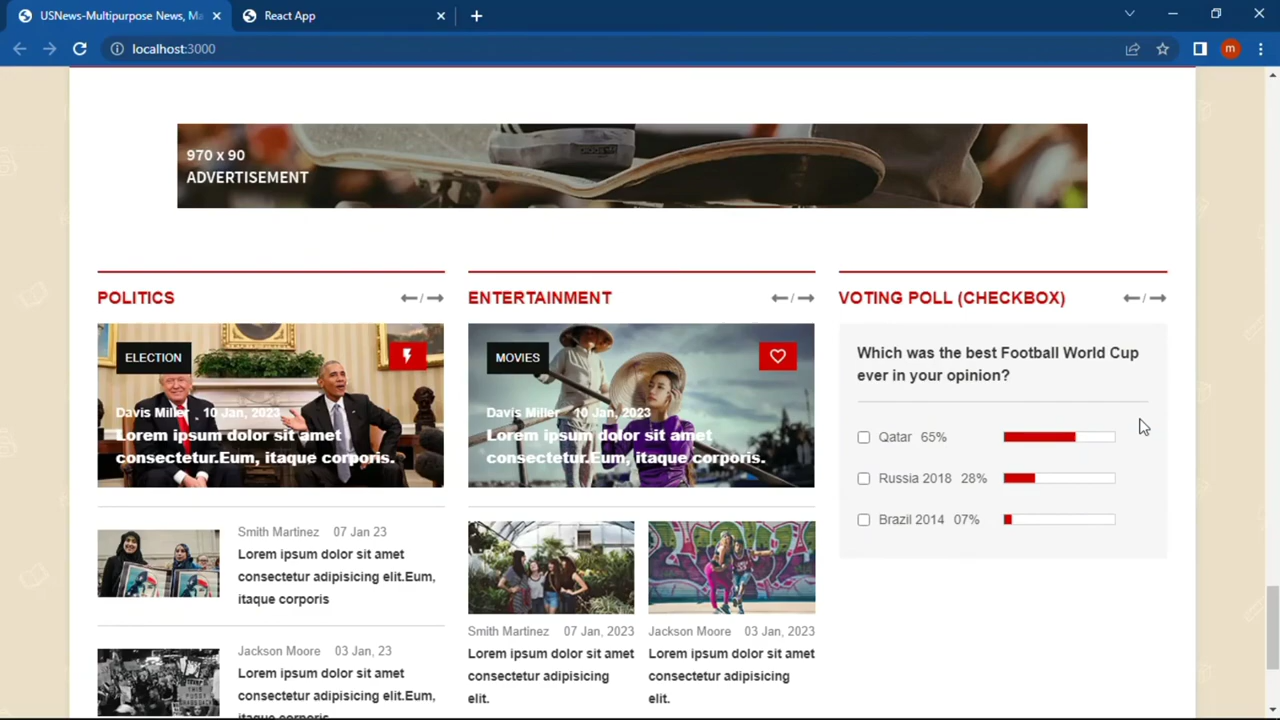 USNews-Multipurpose News, Ma
React App
localhost:3000
m
970 x 90
ADVERTISEMENT
POLITICS
/
ELECTION
Davis Miller . 10 Jan, 2023
Lorem ipsum dolor sit amet
consectetur.Eum, itaque corporis.
Smith Martinez 07 Jan 23
Lorem ipsum dolor sit amet
consectetur adipisicing elit.Eum,
itaque corporis
Jackson Moore 03 Jan, 23
Lorem ipsum dolor sit amet
consectetur adipisicing elit.Eum,
itaque corporis
ENTERTAINMENT
/
MOVIES
Davis Miller 10 Jan, 2023
Lorem ipsum dolor sit amet
consectetur.Eum, itaque corporis.
Smith Martinez 07 Jan, 2023
Lorem ipsum dolor sit amet
consectetur adipisicing
elit.
Jackson Moore 03 Jan, 2023
Lorem ipsum dolor sit amet
consectetur adipisicing
elit.
VOTING POLL (CHECKBOX)
/
Which was the best Football World Cup
ever in your opinion?
Qatar 65%
Russia 2018 28%
Brazil 2014 07%